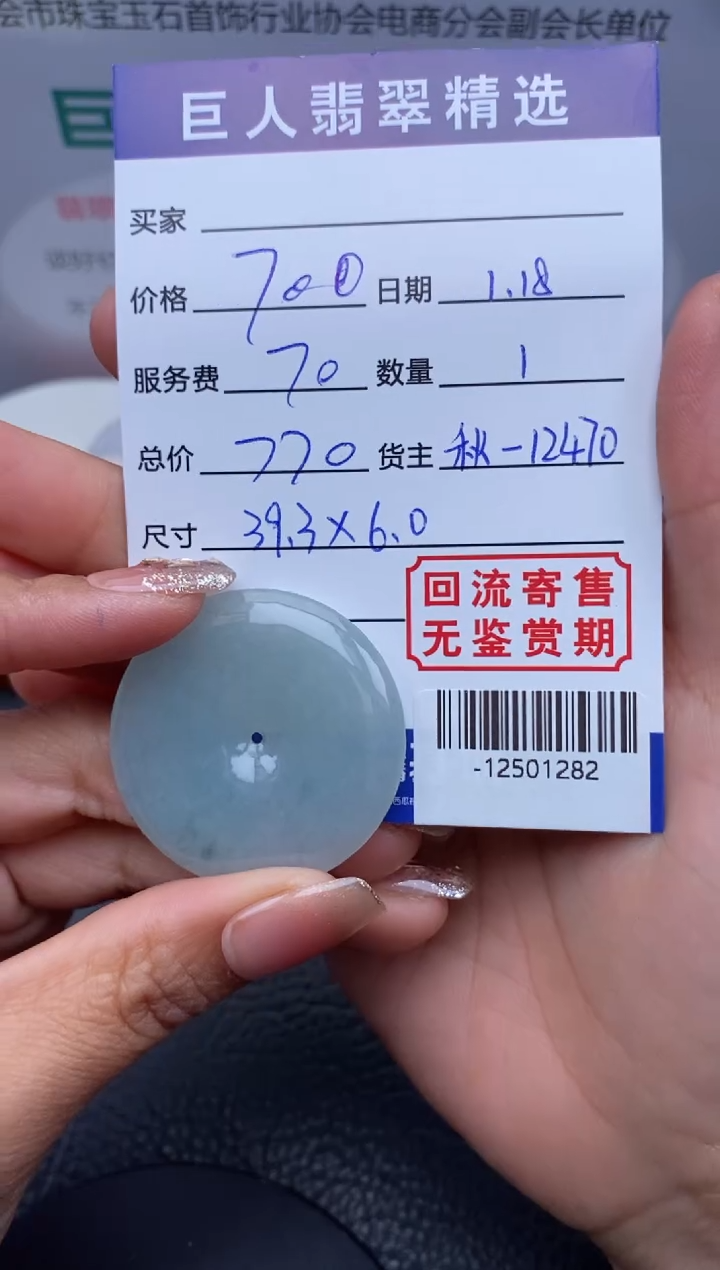 会市珠宝玉石首饰行业协会电商分会副会长单位
巨人翡翠精选
买家
价格 700 日期 1.18
服务费 70 数量 1
总价 770 货主 秋-12470
尺寸 39.3×6.0
回流寄售
无鉴赏期
-12501282